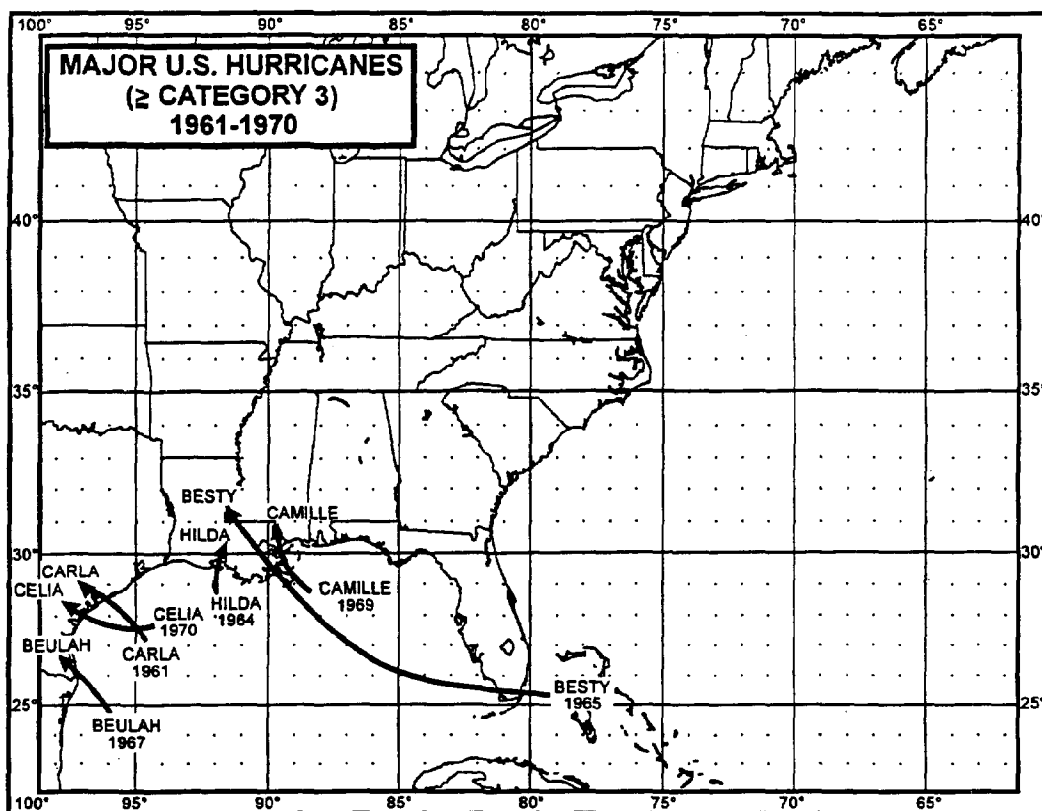 100° 95° 90° 85° 80° 75° 70° 65°
MAJOR U.S. HURRICANES
(≥ CATEGORY 3)
1961-1970
40° 40°
35° 35°
BESTY
CAMILLE
HILDA
30° 30°
CARLA
CELIA
CAMILLE
1969
HILDA
1964
CELIA
1970
BEULAH
CARLA
1961
BESTY
1965
25° 25°
BEULAH
1967
100° 95° 90° 85° 80° 75° 70° 65°